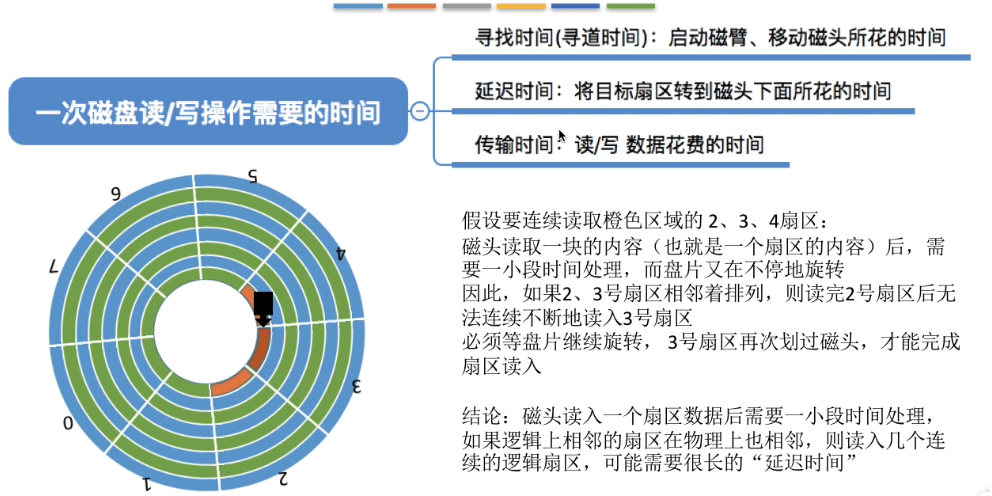 寻找时间(寻道时间)：启动磁臂、移动磁头所花的时间
一次磁盘读/写操作需要的时间
延迟时间：将目标扇区转到磁头下面所花的时间
传输时间：读/写 数据花费的时间
5
6
4
7
3
0
2
1
假设要连续读取橙色区域的 2、3、4扇区：
磁头读取一块的内容（也就是一个扇区的内容）后，需
要一小段时间处理，而盘片又在不停地旋转
因此，如果2、3号扇区相邻着排列，则读完2号扇区后无
法连续不断地读入3号扇区
必须等盘片继续旋转， 3号扇区再次划过磁头，才能完成
扇区读入
结论：磁头读入一个扇区数据后需要一小段时间处理，
如果逻辑上相邻的扇区在物理上也相邻，则读入几个连
续的逻辑扇区，可能需要很长的“延迟时间”